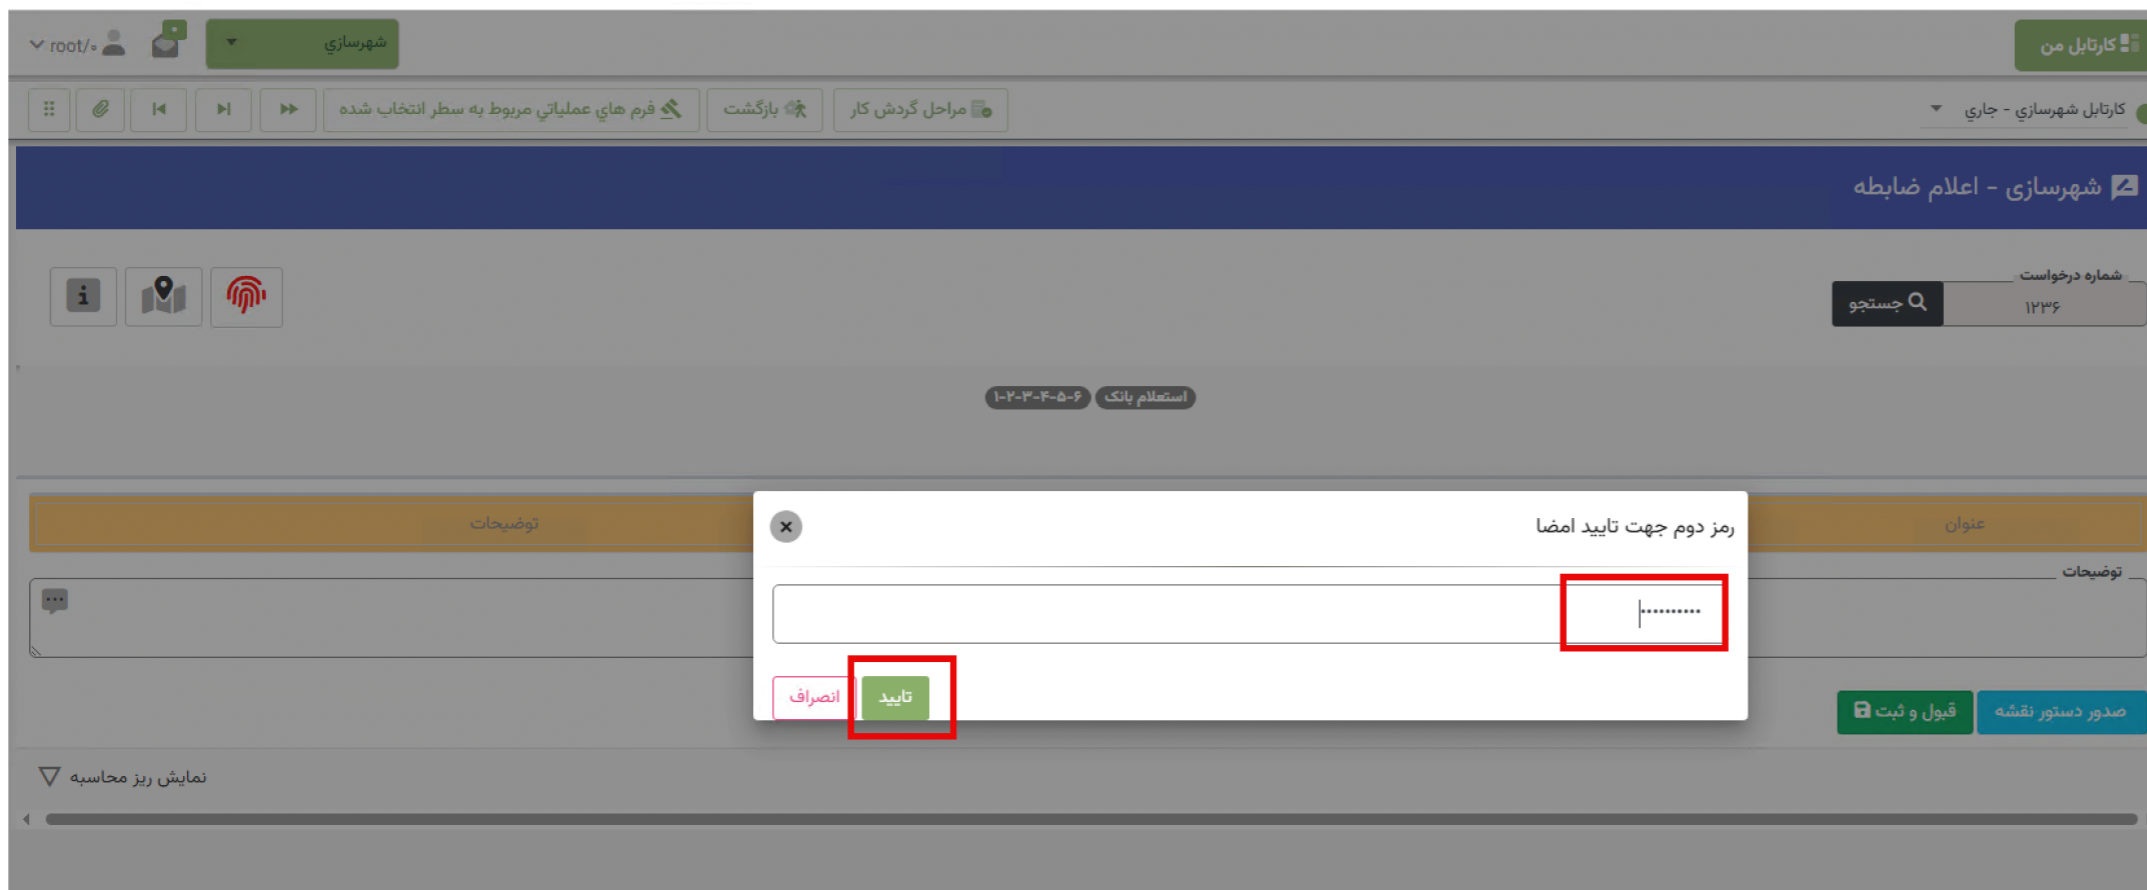 کارتابل من
شهرسازي
root/۰
کارتابل شهرسازي - جاري
مراحل گردش کار
بازگشت
فرم هاي عملياتي مربوط به سطر انتخاب شده
شهرسازی - اعلام ضابطه
شماره درخواست
۱۲۳۶
جستجو
استعلام بانک
۱-۲-۳-۴-۵-۶
عنوان
توضیحات
رمز دوم جهت تایید امضا
توضیحات
تایید
انصراف
صدور دستور نقشه
قبول و ثبت
نمایش ریز محاسبه